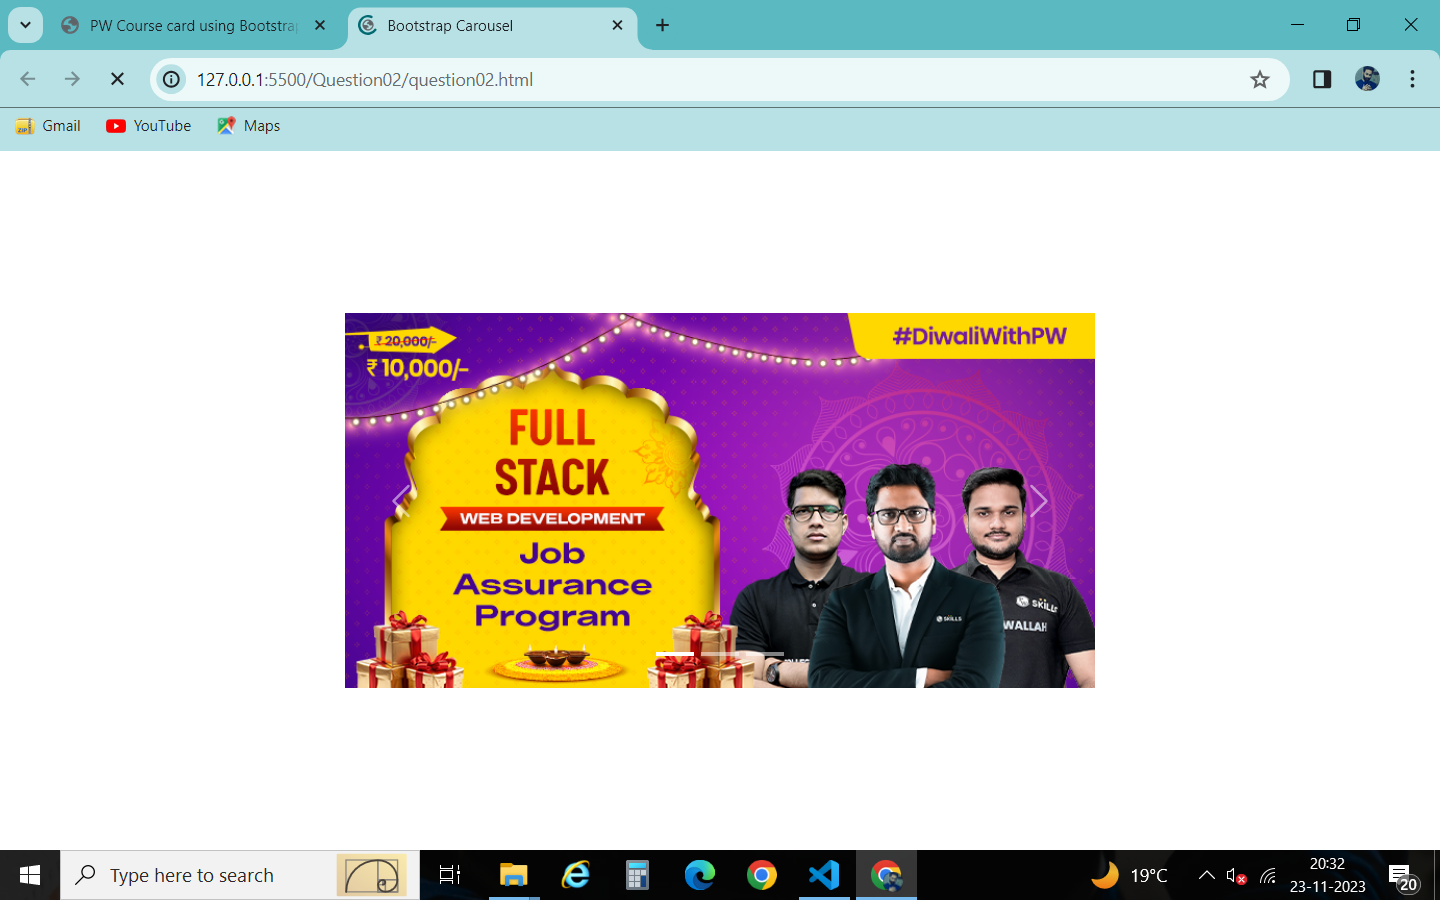 PW Course card using Bootstrap
Bootstrap Carousel
127.0.0.1:5500/Question02/question02.html
Gmail
YouTube
Maps
₹ 20,000/-
₹ 10,000/-
#DiwaliWithPW
FULL
STACK
WEB DEVELOPMENT
Job
Assurance
Program
SKILLS
SKILLS
WALLAH
Type here to search
19°C
20:32
23-11-2023
20